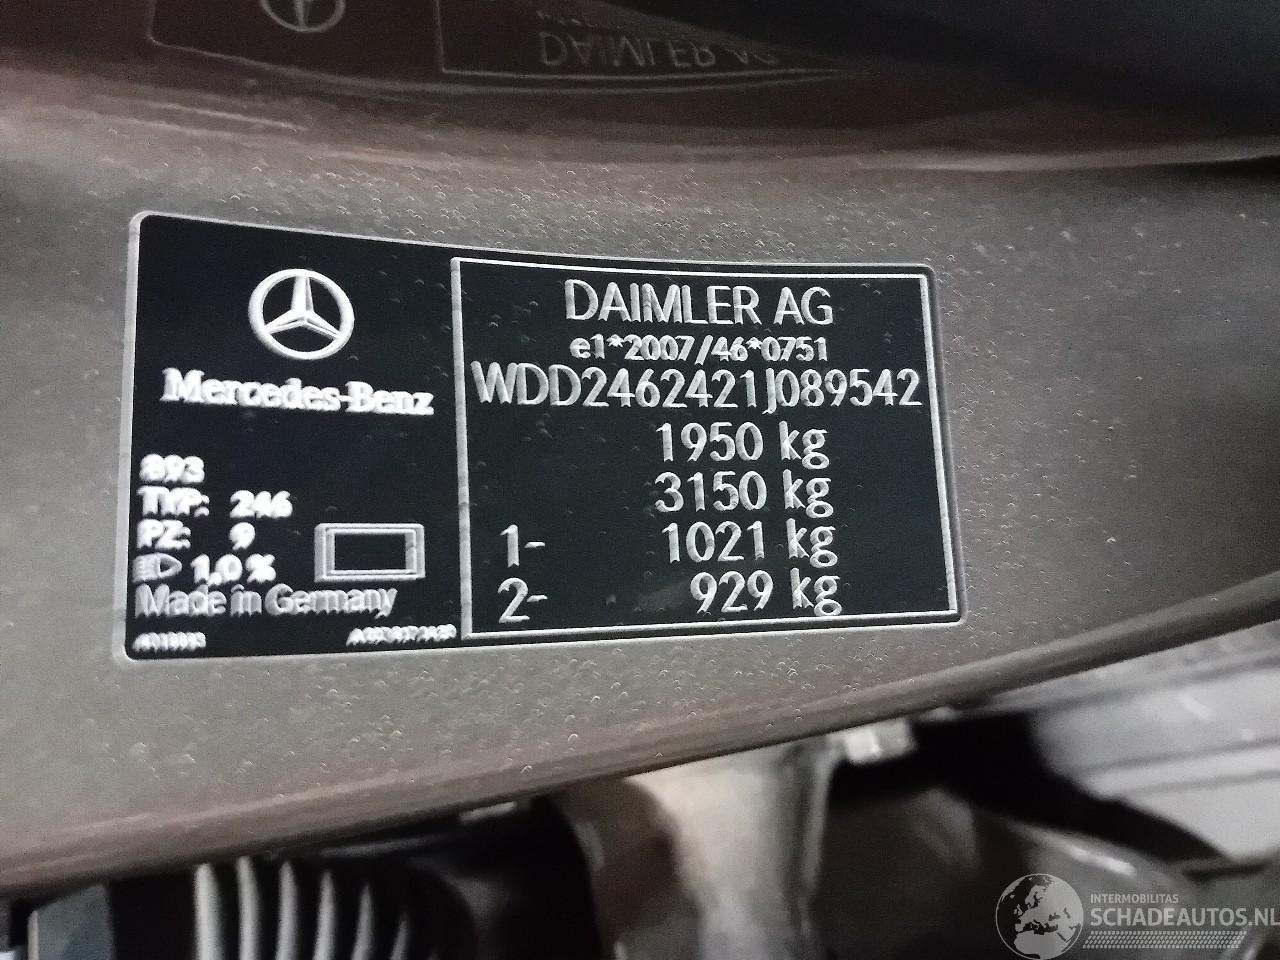 DAIMLER AG
Mercedes-Benz
893
TYP: 246
PZ: 9
1,0 %
Made in Germany
DAIMLER AG
e1*2007/46*0751
WDD2462421J089542
1950 kg
3150 kg
1- 1021 kg
2- 929 kg
INTERMOBILITAS
SCHADEAUTOS.NL